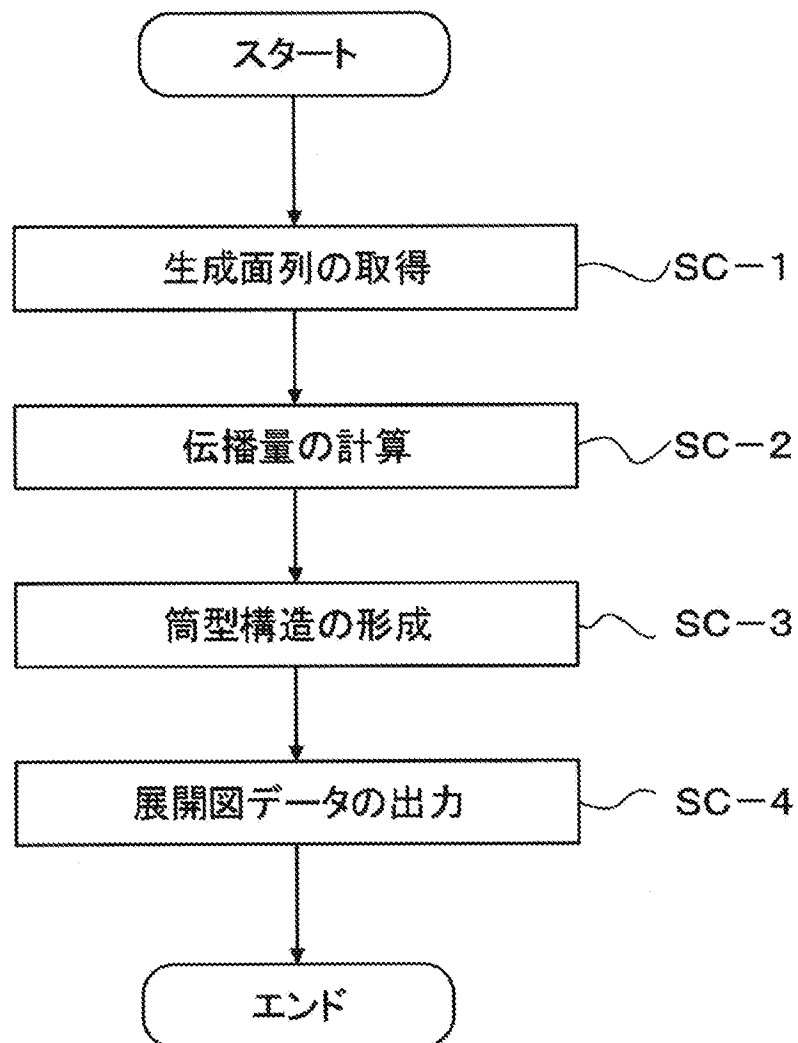 スタート
生成面列の取得
SC-1
伝播量の計算
SC-2
筒型構造の形成
SC-3
展開図データの出力
SC-4
エンド